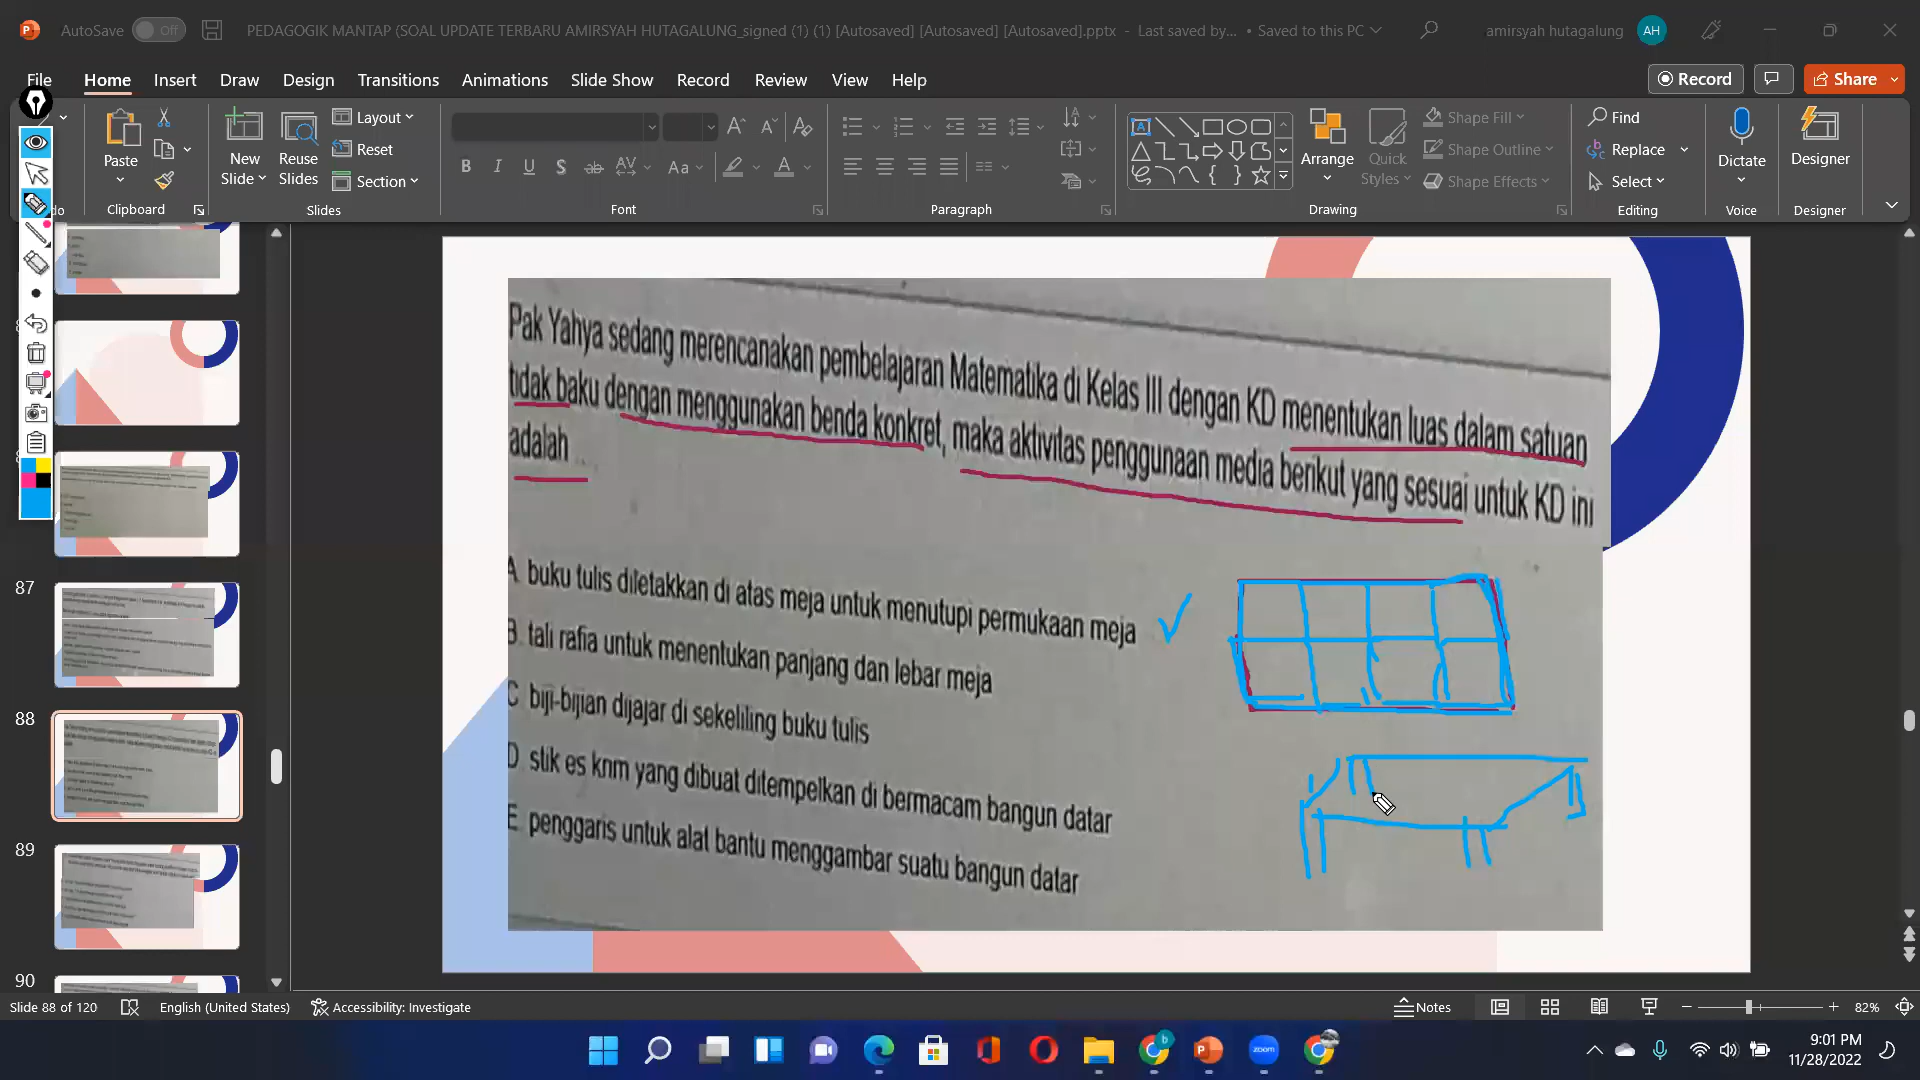 AutoSave Off PEDAGOGIK MANTAP (SOAL UPDATE TERBARU AMIRSYAH HUTAGALUNG_signed (1) (1) [Autosaved] [Autosaved] [Autosaved].pptx - Last saved by... • Saved to this PC amirsyah hutagalung AH
File Home Insert Draw Design Transitions Animations Slide Show Record Review View Help Record Share
Paste
New Slide
Reuse Slides
Layout
Reset
Section
B I U S ab AV Aa A
Shape Fill
Shape Outline
Shape Effects
Arrange
Quick Styles
Find
Replace
Select
Dictate
Designer
Clipboard Slides Font Paragraph Drawing Editing Voice Designer
Pak Yahya sedang merencanakan pembelajaran Matematika di Kelas III dengan KD menentukan luas dalam satuan
tidak baku dengan menggunakan benda konkret, maka aktivitas penggunaan media berikut yang sesuai untuk KD ini
adalah ...
A. buku tulis diletakkan di atas meja untuk menutupi permukaan meja
B. tali rafia untuk menentukan panjang dan lebar meja
C. biji-bijian dijajar di sekeliling buku tulis
D. stik es krim yang dibuat ditempelkan di bermacam bangun datar
E. penggaris untuk alat bantu menggambar suatu bangun datar
87
88
89
90
Slide 88 of 120 English (United States) Accessibility: Investigate Notes 82%
zoom
9:01 PM
11/28/2022